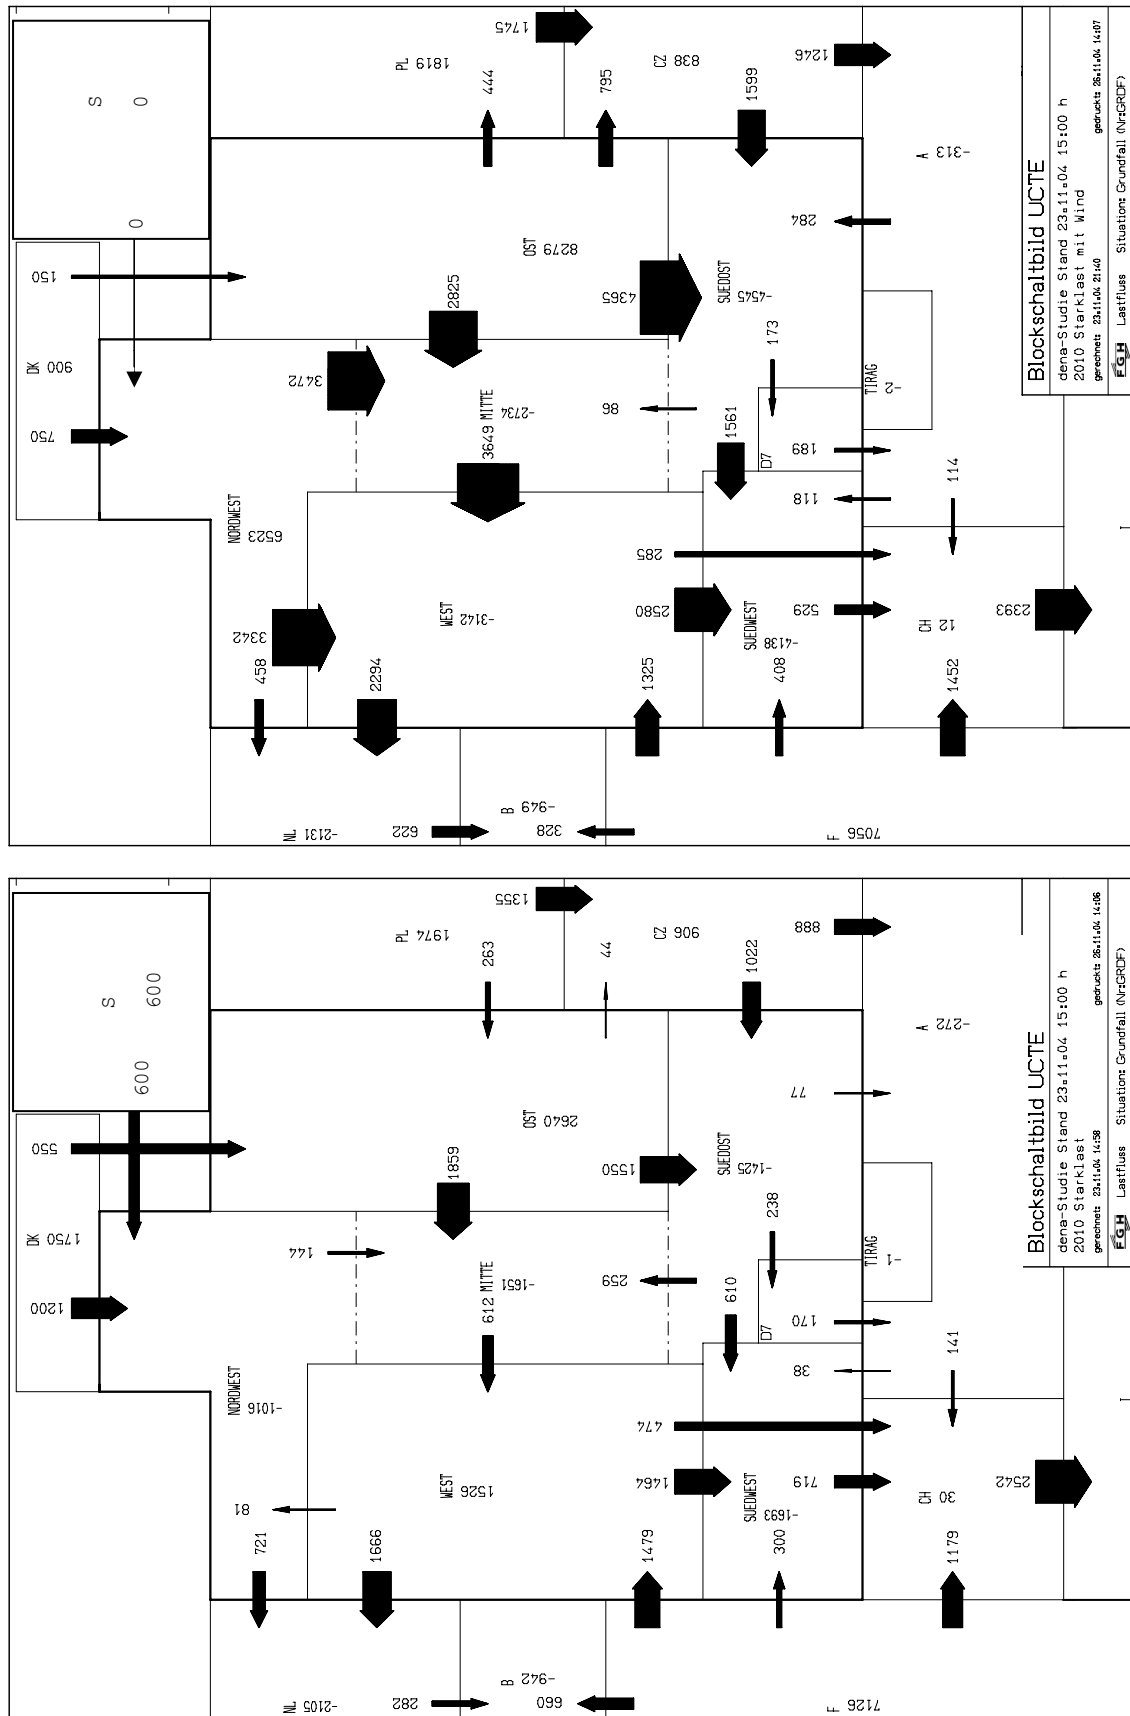 S
0
0
DK
900
150
750
PL
1819
1745
444
795
CZ
838
1599
1246
OST
8279
2825
4365
SUEDOST
-4545
284
A
-313
3472
3649
MITTE
-2734
86
173
1561
D7
189
118
TIRAG
-2
114
NORDWEST
6523
3342
458
WEST
-3142
2294
285
2580
SUEDWEST
-4138
529
1325
408
CH
12
2393
1452
NL
-2131
622
B
-949
328
F
7056
I
Blockschaltbild UCTE
dena-Studie Stand 23.11.04 15:00 h
2010 Starklast mit Wind
gerechnet: 23.11.04 21:40
gedruckt: 26.11.04 14:07
FGH Lastfluss Situation: Grundfall (Nr:GRDF)
S
600
600
DK
1750
550
1200
PL
1974
1355
263
44
CZ
906
1022
888
OST
2640
1859
1550
SUEDOST
-1425
77
A
-272
144
612
MITTE
-1651
259
238
610
D7
170
38
TIRAG
-1
141
NORDWEST
-1016
81
721
WEST
1526
1666
474
1464
SUEDWEST
-1693
719
1479
300
CH
30
2542
1179
NL
-2105
282
B
-942
660
F
7126
I
Blockschaltbild UCTE
dena-Studie Stand 23.11.04 15:00 h
2010 Starklast
gerechnet: 23.11.04 14:58
gedruckt: 26.11.04 14:06
FGH Lastfluss Situation: Grundfall (Nr:GRDF)